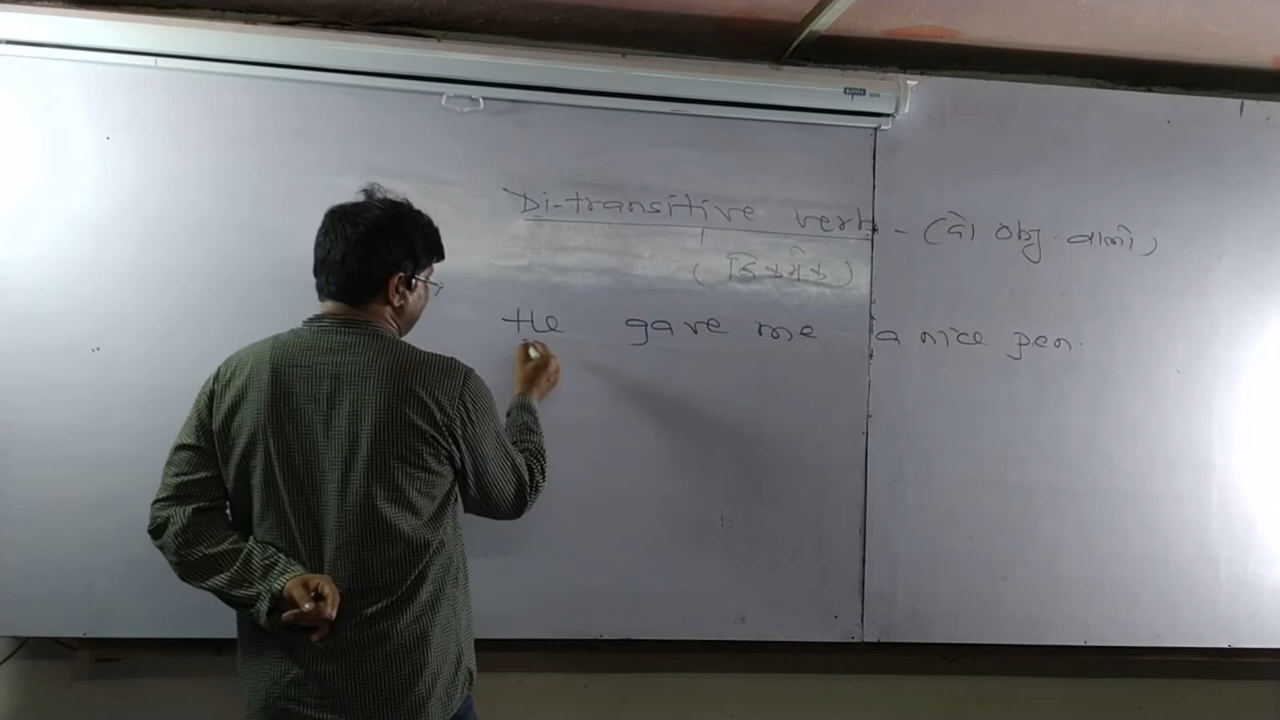 Di-transitive verb - (दो obj. वाली)
(द्विकर्मक)
He gave me a nice pen.